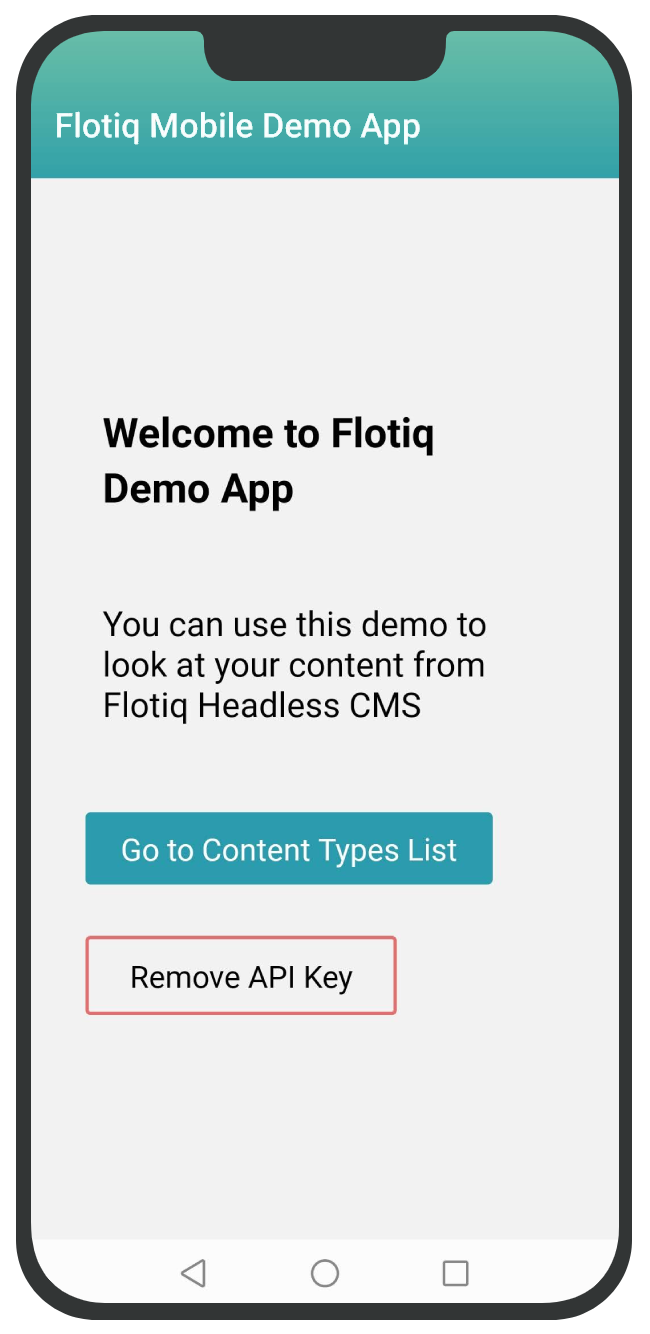 Flotiq Mobile Demo App
Welcome to Flotiq
Demo App
You can use this demo to
look at your content from
Flotiq Headless CMS
Go to Content Types List
Remove API Key